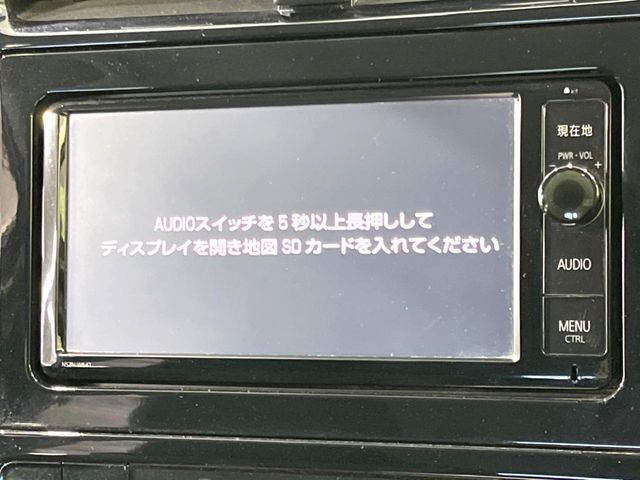 AUDIOスイッチを5秒以上長押しして
ディスプレイを開き地図SDカードを入れてください
現在地
PWR・VOL
- +
AUDIO
MENU
CTRL